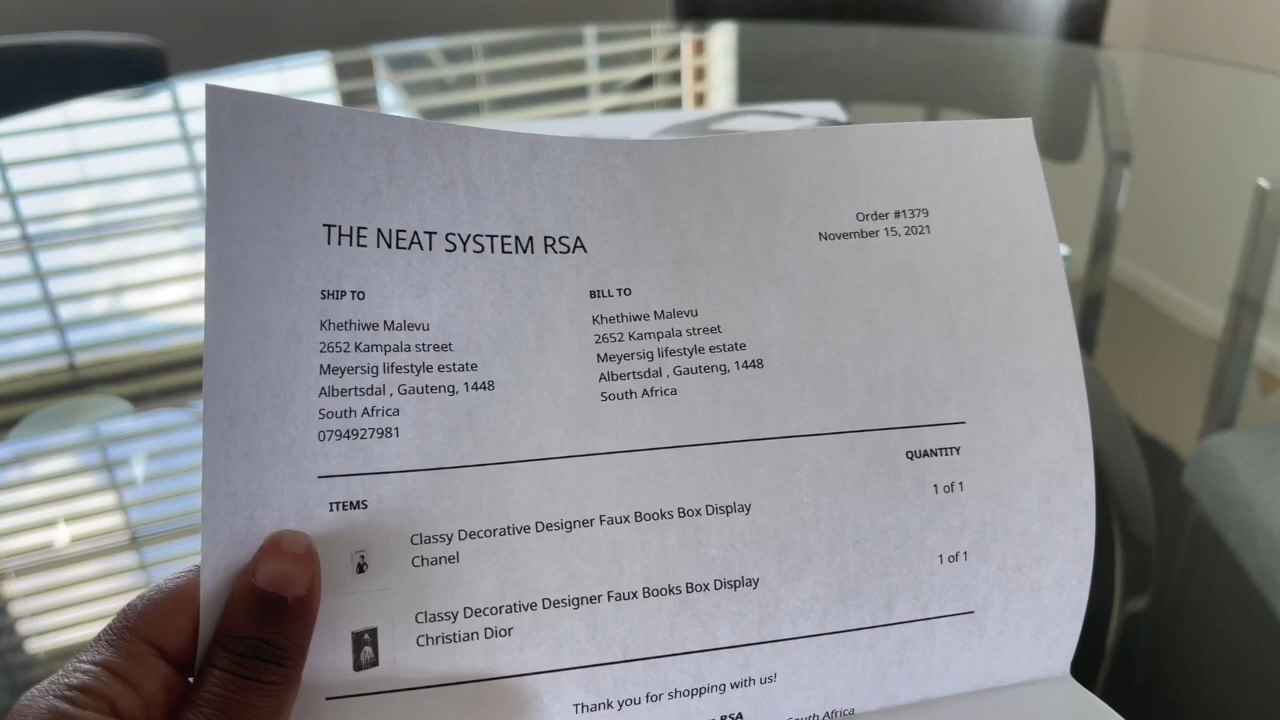 THE NEAT SYSTEM RSA
Order #1379
November 15, 2021
SHIP TO
Khethiwe Malevu
2652 Kampala street
Meyersig lifestyle estate
Albertsdal , Gauteng, 1448
South Africa
0794927981
BILL TO
Khethiwe Malevu
2652 Kampala street
Meyersig lifestyle estate
Albertsdal , Gauteng, 1448
South Africa
ITEMS
QUANTITY
Classy Decorative Designer Faux Books Box Display
Chanel
1 of 1
Classy Decorative Designer Faux Books Box Display
Christian Dior
1 of 1
Thank you for shopping with us!
RSA
South Africa